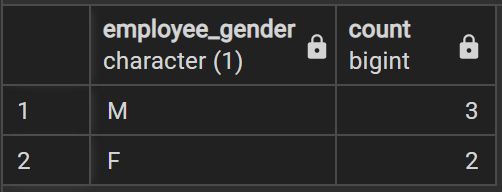 employee_gender count
character (1) bigint
1 M 3
2 F 2